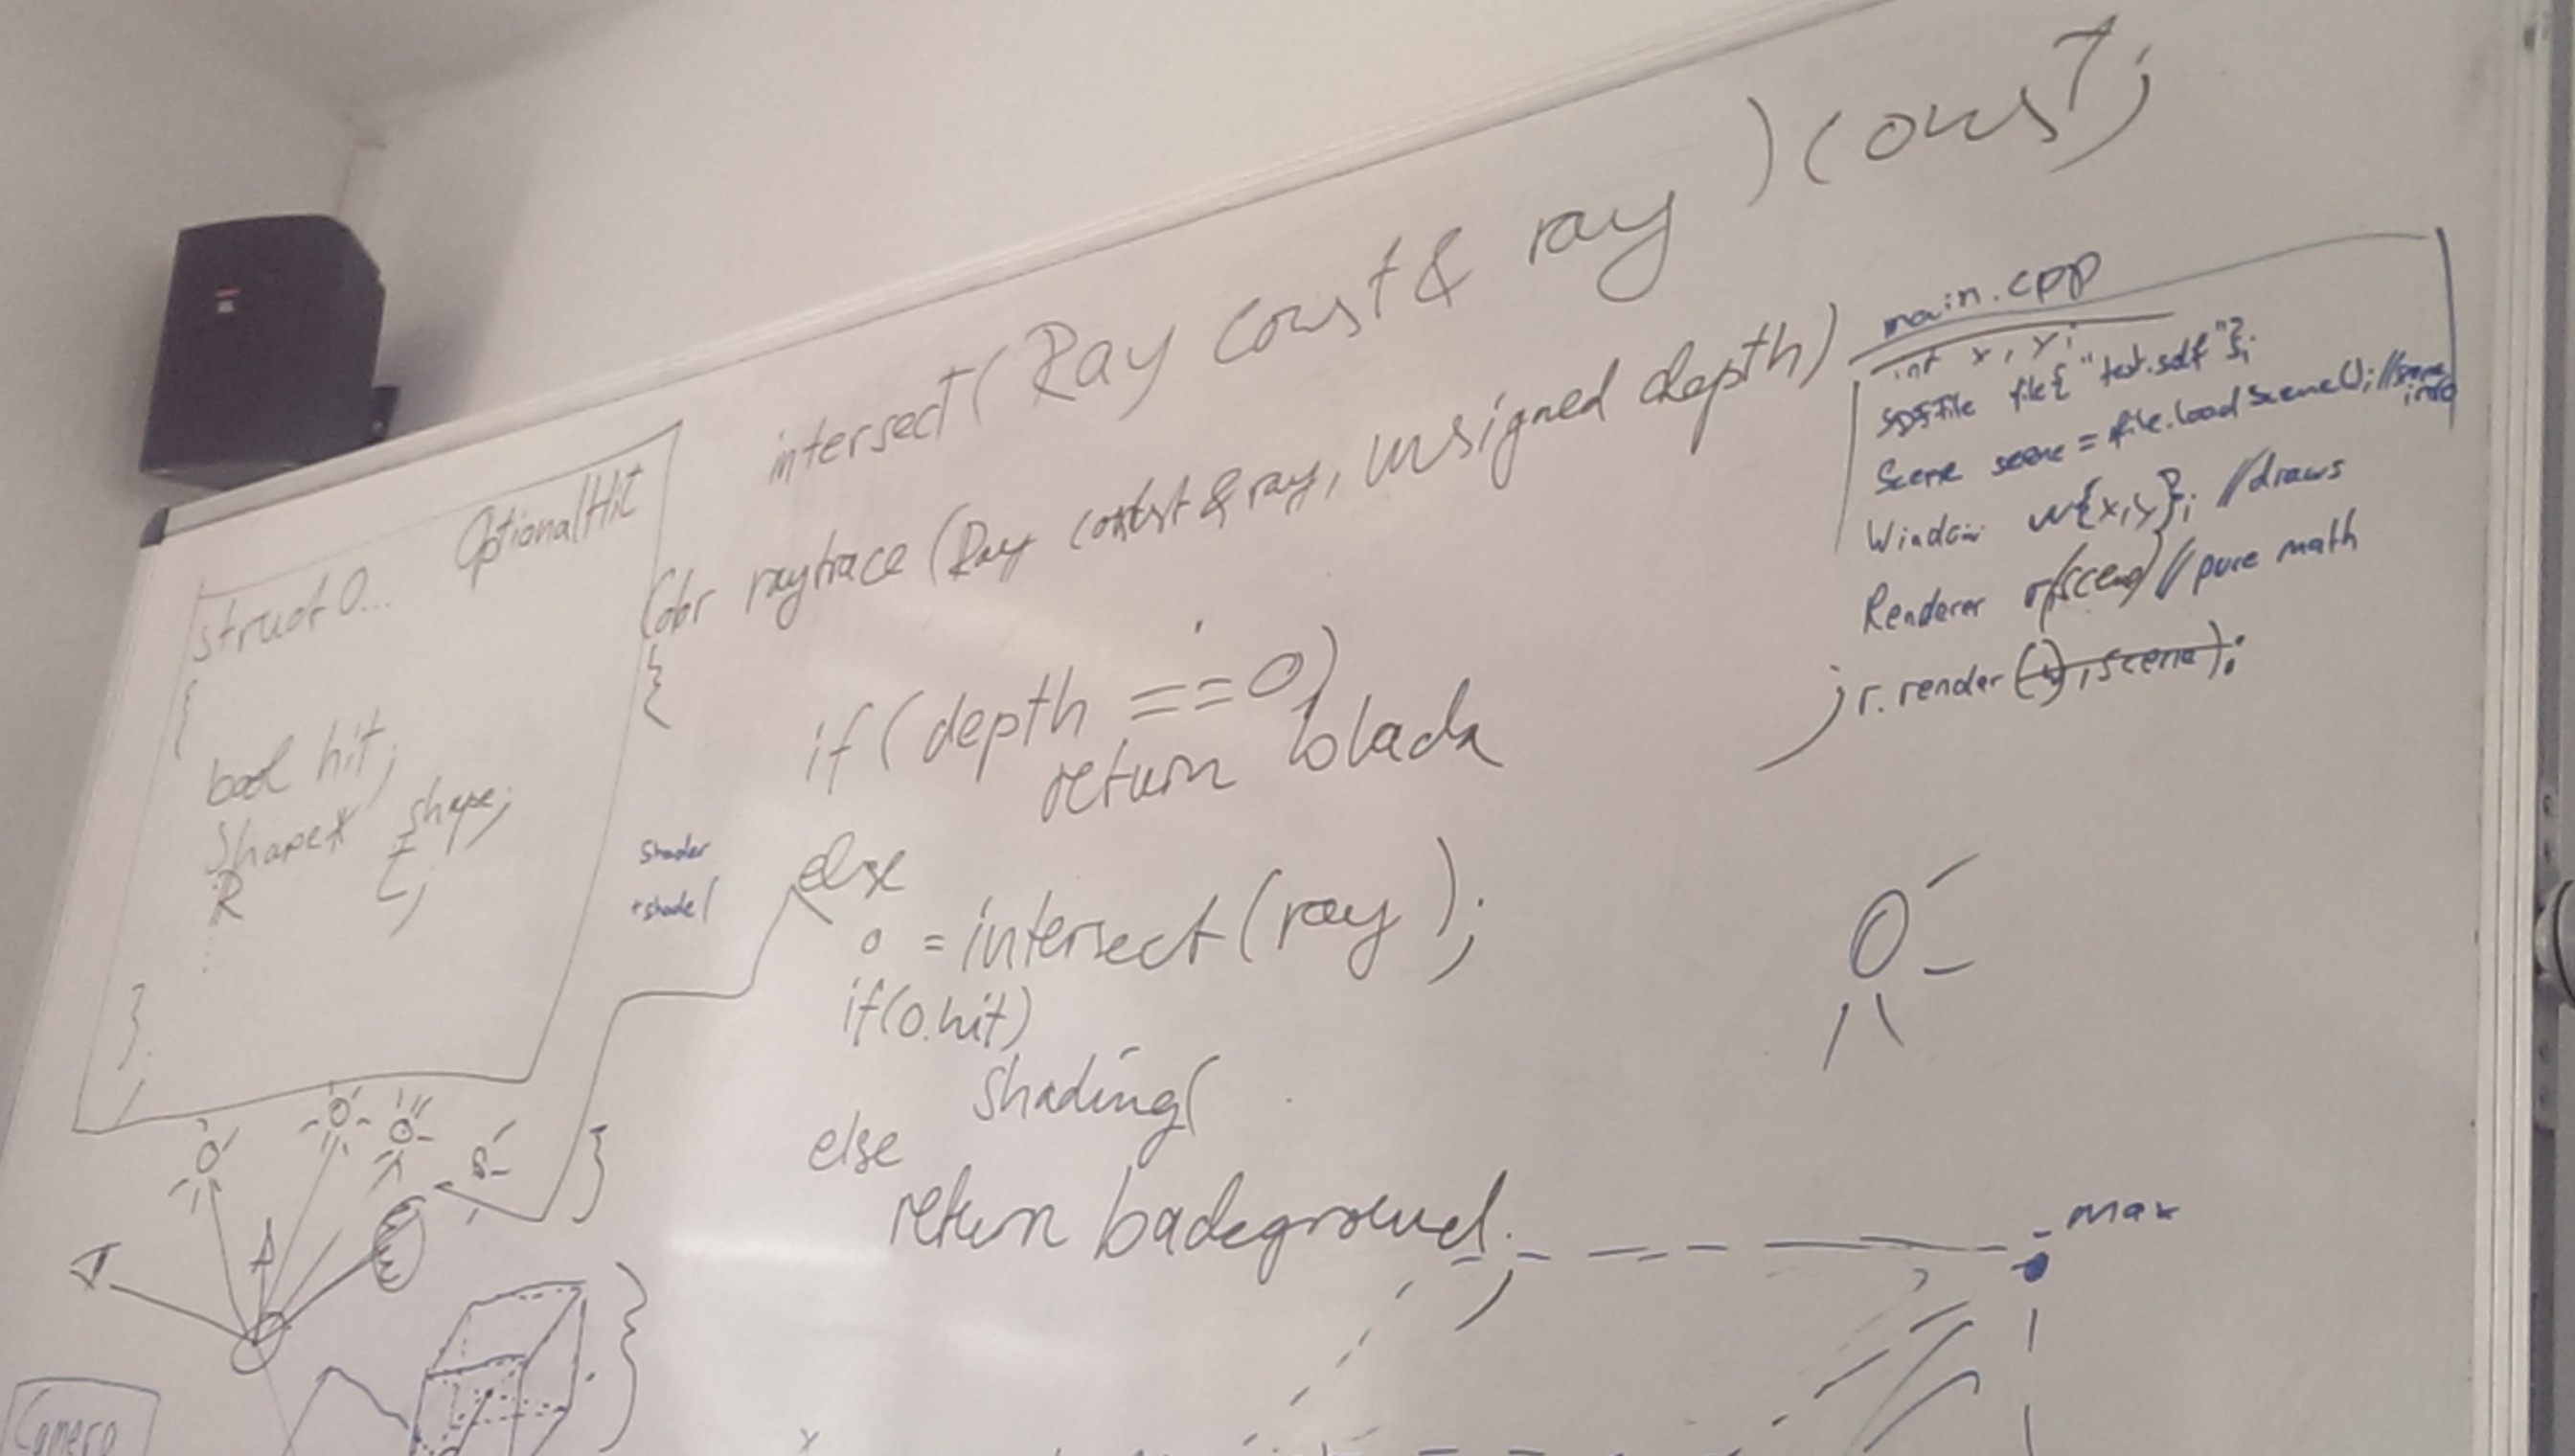 intersect(Ray const & ray ) const;
struct O... OptionalHit
{
bool hit;
Shape* shape;
R t;
};
Color raytrace (Ray const & ray, unsigned depth)
{
if (depth == 0)
return black
else
o = intersect(ray);
if(o.hit)
shading(
else
return background;
}
Shader
+shade(
main.cpp
int x, y;
SDFFile file{"test.sdf"};
Scene scene = file.loadScene(); //scene info
Window w{x,y}; //draws
Renderer r(scene) //pure math
r.render(w, scene);
max
Camera
x